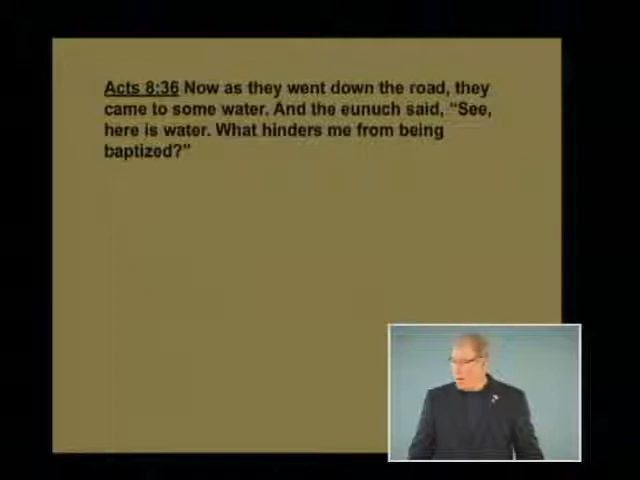 Acts 8:36 Now as they went down the road, they
came to some water. And the eunuch said, “See,
here is water. What hinders me from being
baptized?”